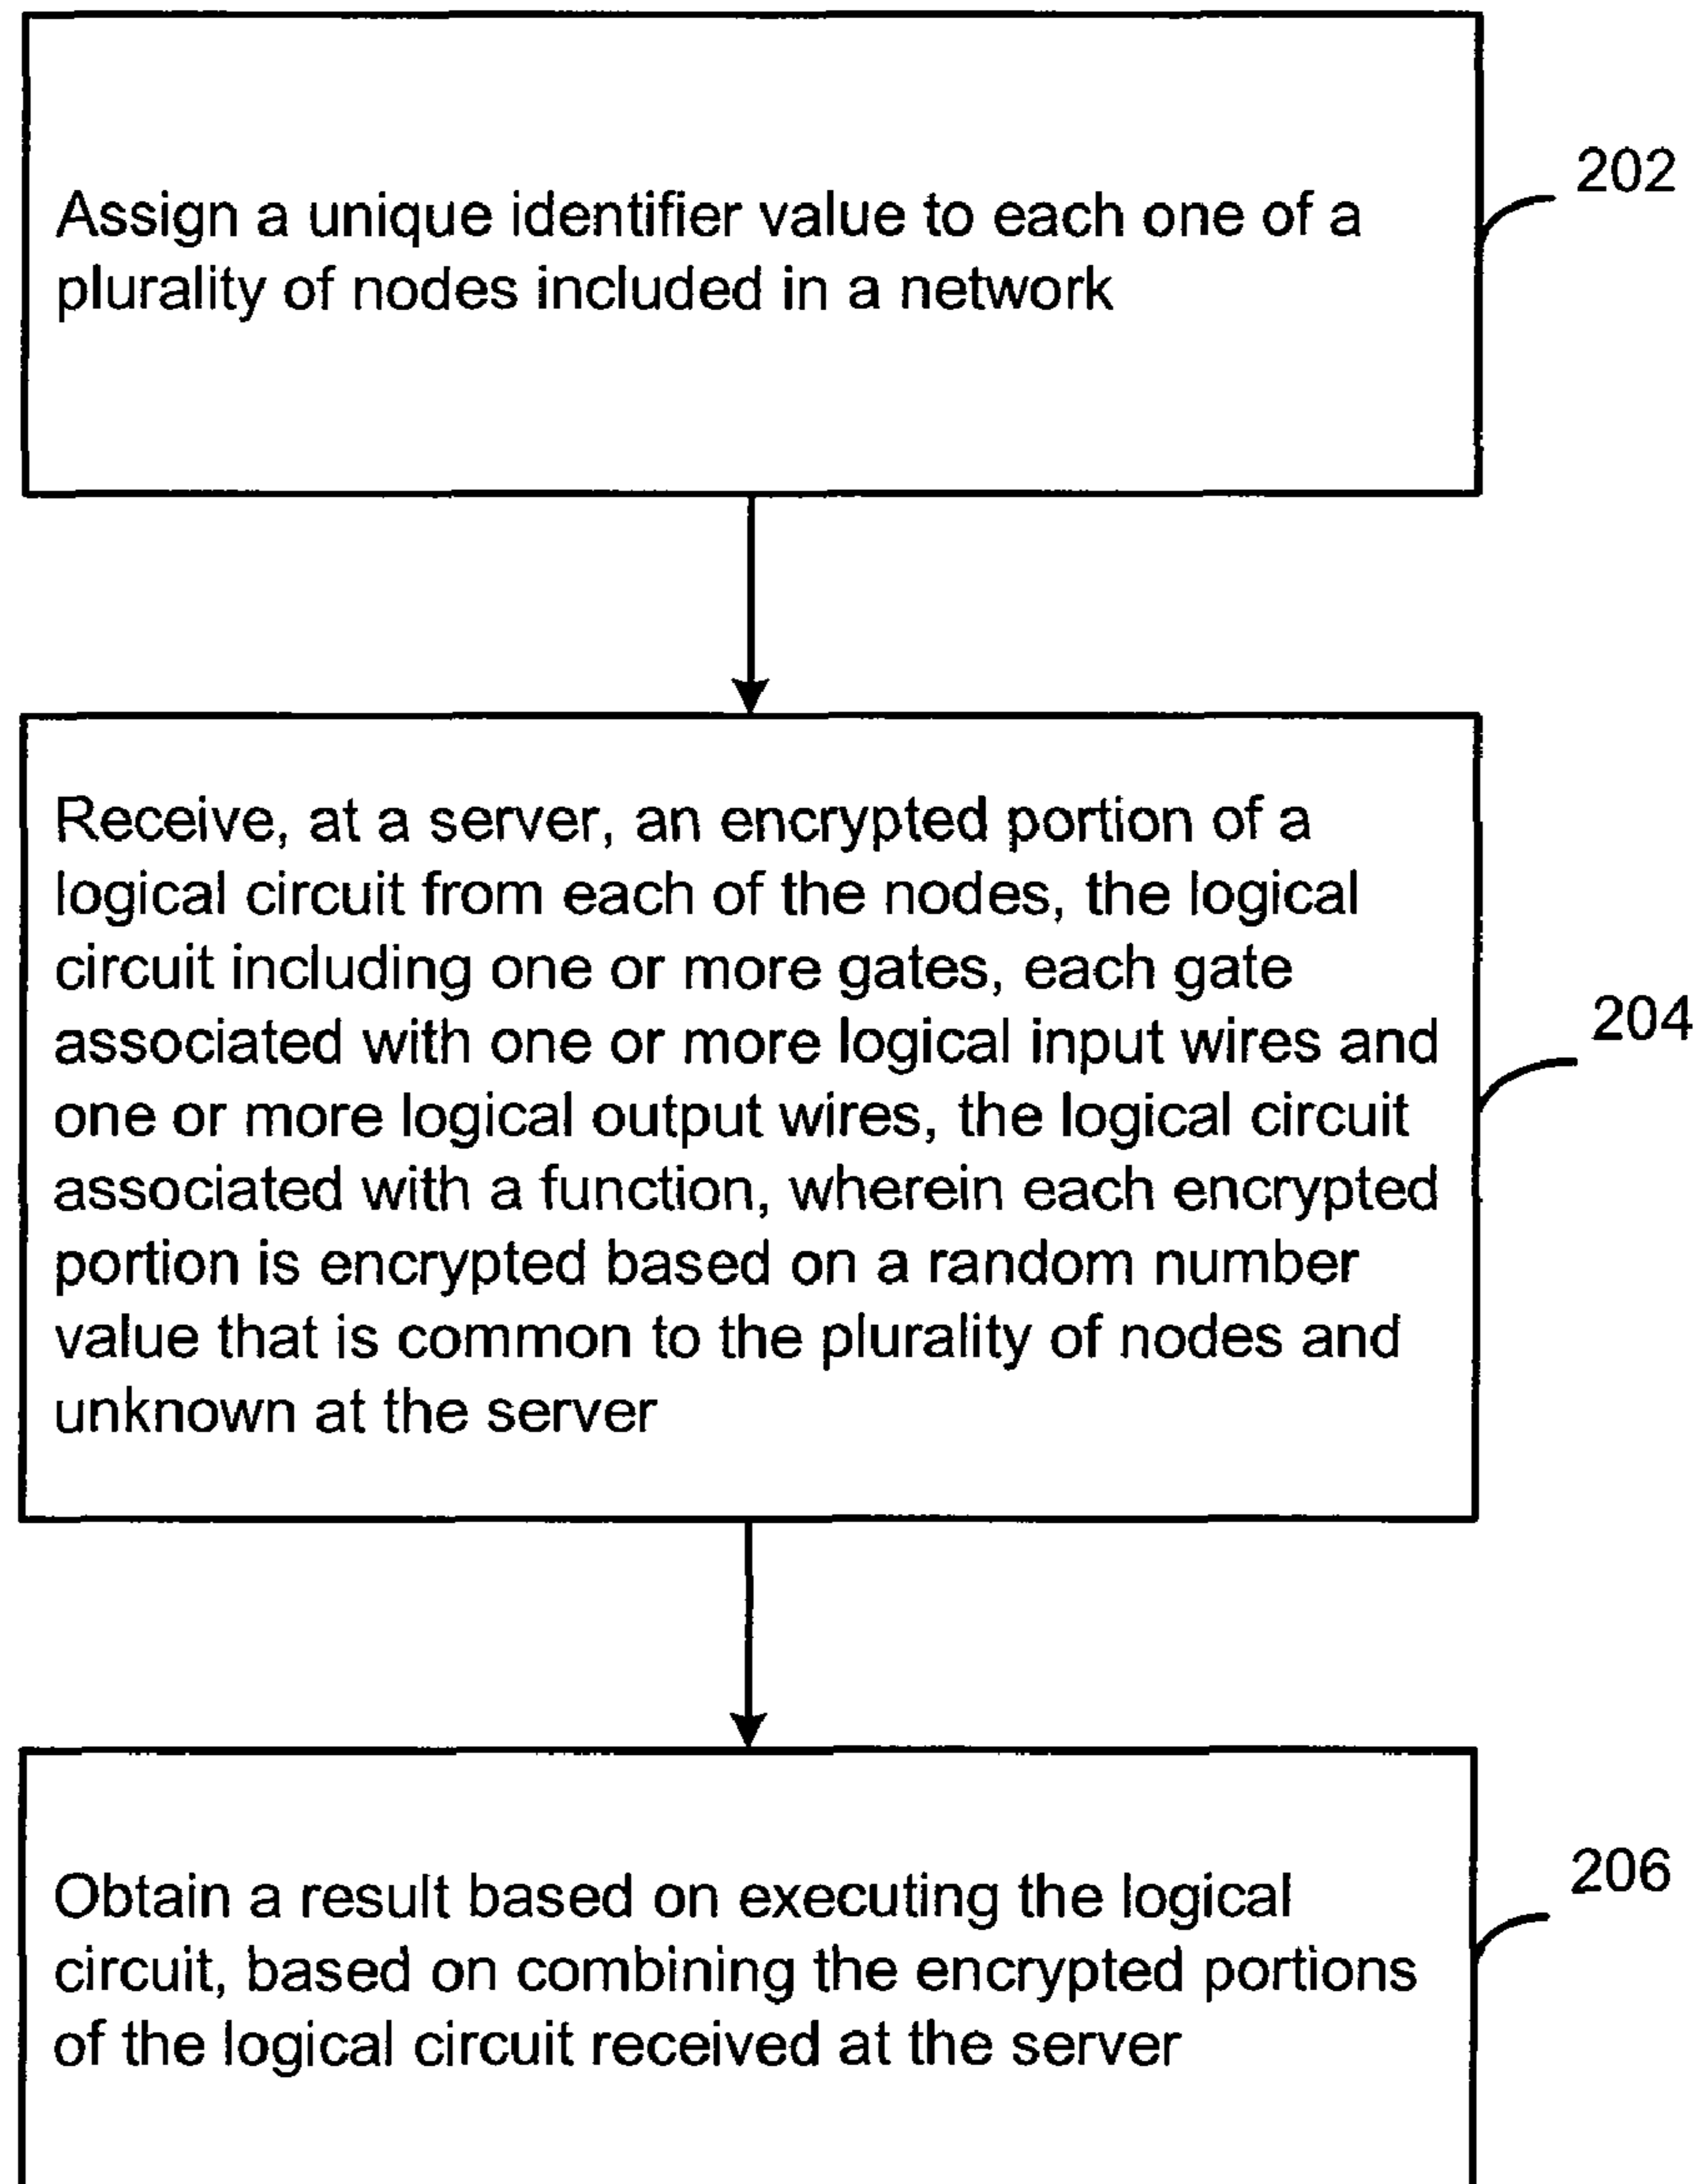 Assign a unique identifier value to each one of a
plurality of nodes included in a network
202
Receive, at a server, an encrypted portion of a
logical circuit from each of the nodes, the logical
circuit including one or more gates, each gate
associated with one or more logical input wires and
one or more logical output wires, the logical circuit
associated with a function, wherein each encrypted
portion is encrypted based on a random number
value that is common to the plurality of nodes and
unknown at the server
204
Obtain a result based on executing the logical
circuit, based on combining the encrypted portions
of the logical circuit received at the server
206